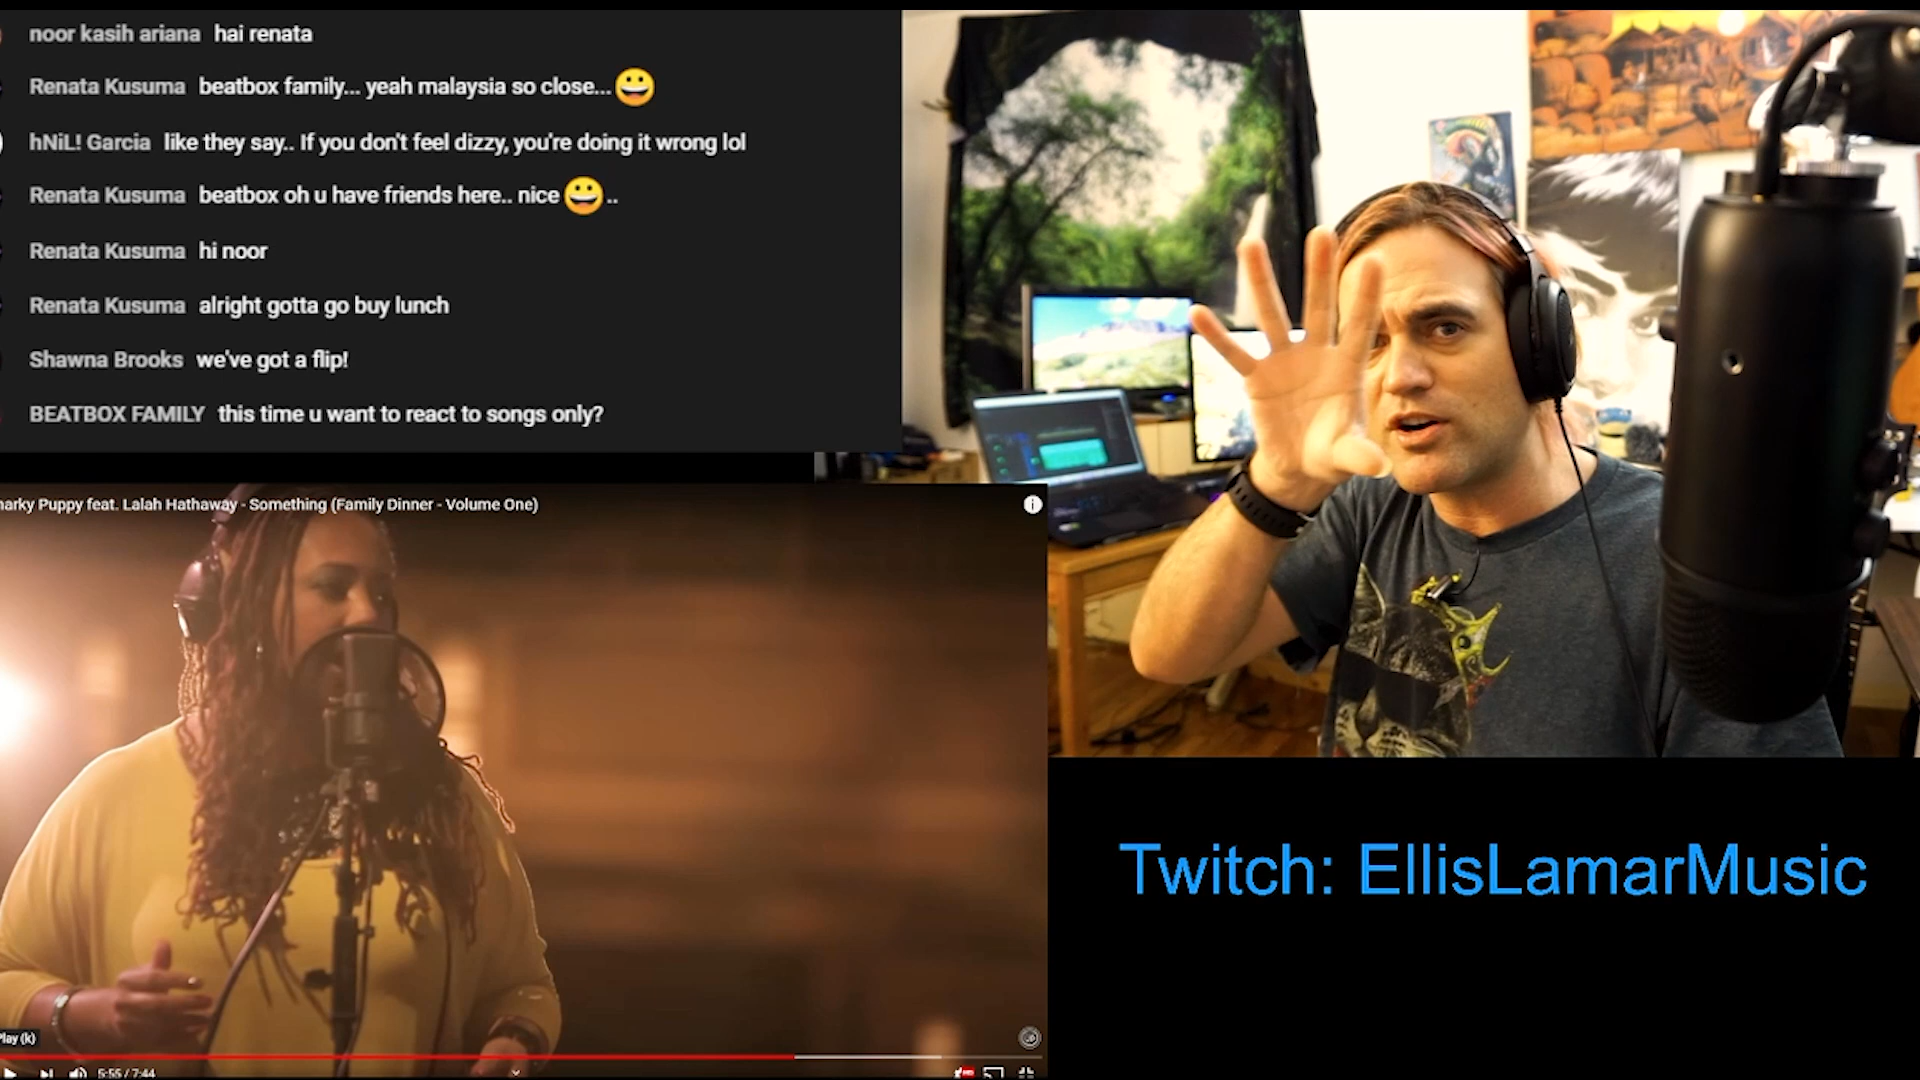 noor kasih ariana hai renata
Renata Kusuma beatbox family... yeah malaysia so close...😀
hNiL! Garcia like they say.. If you don't feel dizzy, you're doing it wrong lol
Renata Kusuma beatbox oh u have friends here.. nice 😀..
Renata Kusuma hi noor
Renata Kusuma alright gotta go buy lunch
Shawna Brooks we've got a flip!
BEATBOX FAMILY this time u want to react to songs only?
narky Puppy feat. Lalah Hathaway - Something (Family Dinner - Volume One)
Twitch: EllisLamarMusic
Play (k)
5:55 / 7:44